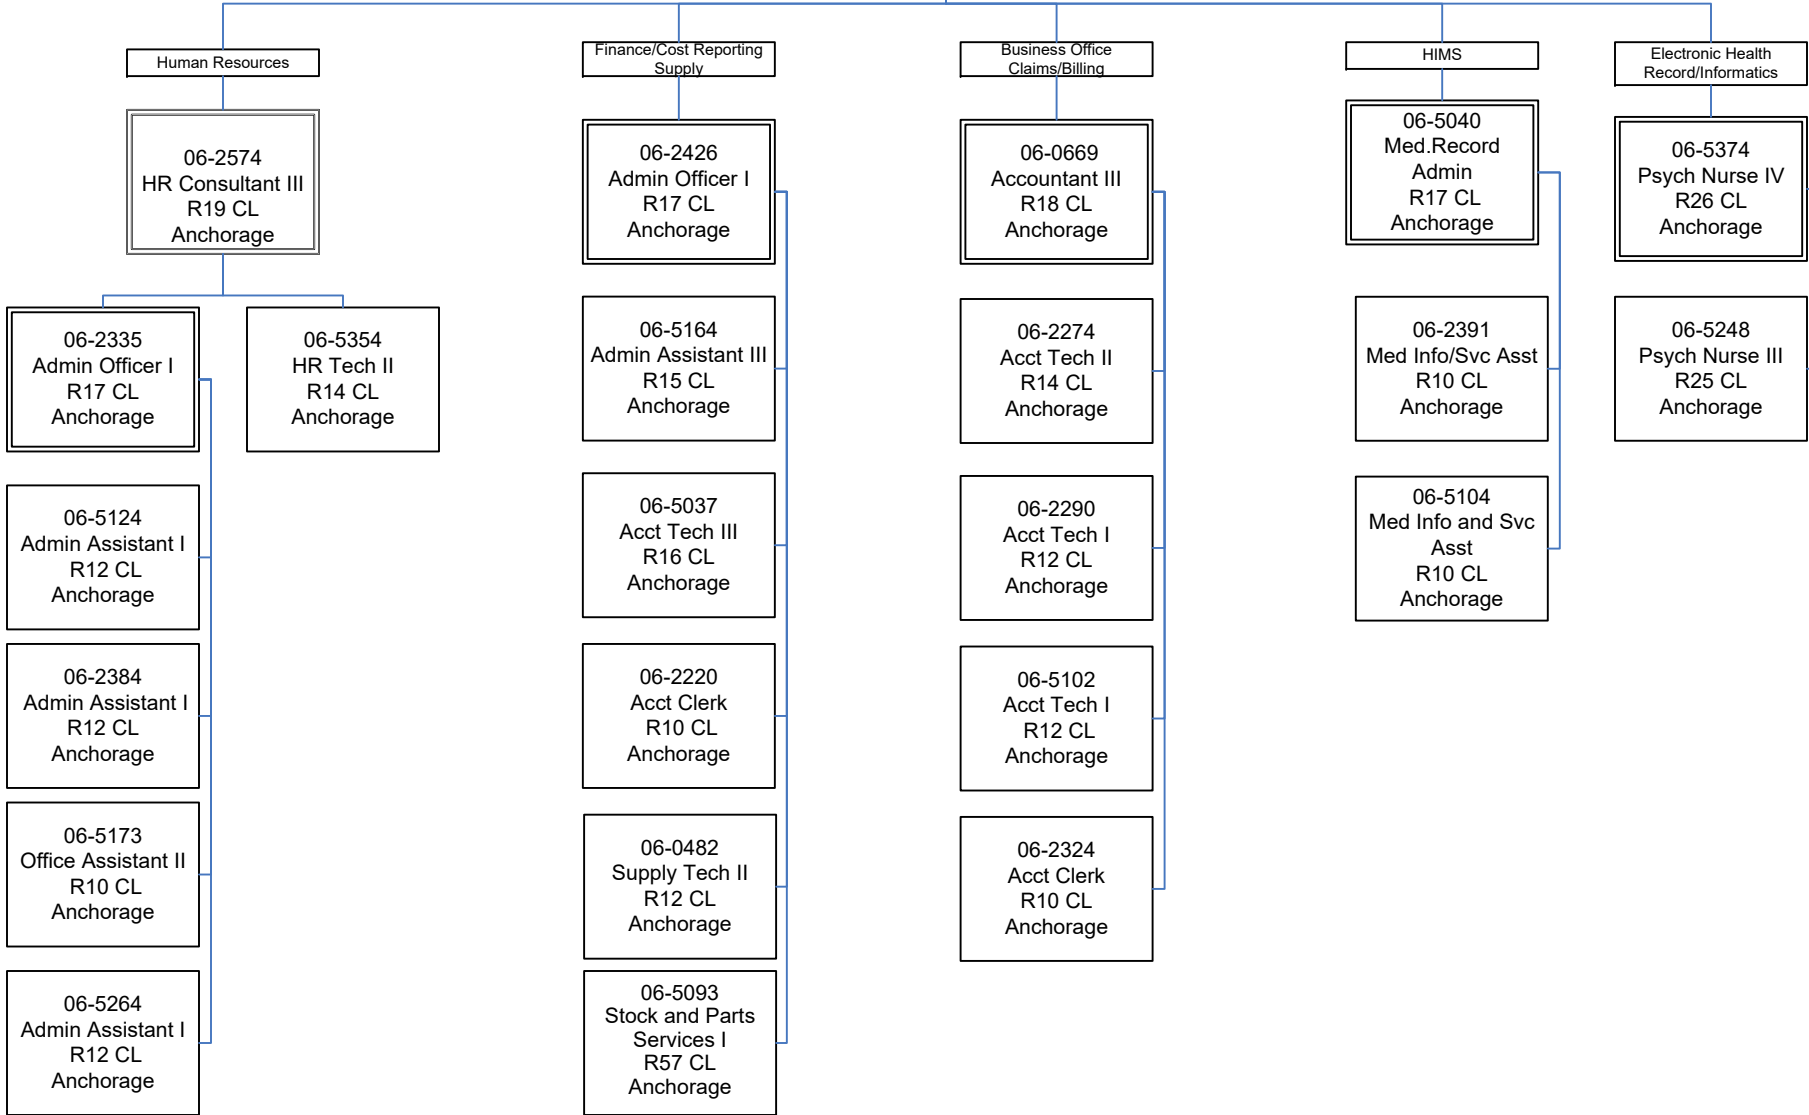 Human Resources
Finance/Cost Reporting
Supply
Business Office
Claims/Billing
HIMS
Electronic Health
Record/Informatics
06-2574
HR Consultant III
R19 CL
Anchorage
06-2335
Admin Officer I
R17 CL
Anchorage
06-5354
HR Tech II
R14 CL
Anchorage
06-5124
Admin Assistant I
R12 CL
Anchorage
06-2384
Admin Assistant I
R12 CL
Anchorage
06-5173
Office Assistant II
R10 CL
Anchorage
06-5264
Admin Assistant I
R12 CL
Anchorage
06-2426
Admin Officer I
R17 CL
Anchorage
06-5164
Admin Assistant III
R15 CL
Anchorage
06-5037
Acct Tech III
R16 CL
Anchorage
06-2220
Acct Clerk
R10 CL
Anchorage
06-0482
Supply Tech II
R12 CL
Anchorage
06-5093
Stock and Parts
Services I
R57 CL
Anchorage
06-0669
Accountant III
R18 CL
Anchorage
06-2274
Acct Tech II
R14 CL
Anchorage
06-2290
Acct Tech I
R12 CL
Anchorage
06-5102
Acct Tech I
R12 CL
Anchorage
06-2324
Acct Clerk
R10 CL
Anchorage
06-5040
Med.Record
Admin
R17 CL
Anchorage
06-2391
Med Info/Svc Asst
R10 CL
Anchorage
06-5104
Med Info and Svc
Asst
R10 CL
Anchorage
06-5374
Psych Nurse IV
R26 CL
Anchorage
06-5248
Psych Nurse III
R25 CL
Anchorage